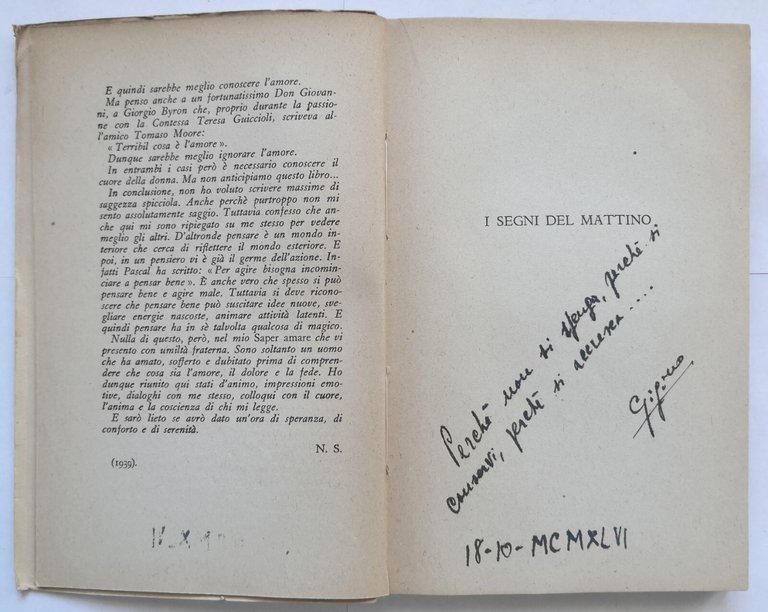 E quindi sarebbe meglio conoscere l'amore.
Ma penso anche a un fortunatissimo Don Giovan-
ni, a Giorgio Byron che, proprio durante la passio-
ne con la Contessa Teresa Guiccioli, scriveva al-
l'amico Tomaso Moore:
« Terribil cosa è l'amore ».
Dunque sarebbe meglio ignorare l'amore.
In entrambi i casi però è necessario conoscere il
cuore della donna. Ma non anticipiamo questo libro...
In conclusione, non ho voluto scrivere massime di
saggezza spicciola. Anche perchè purtroppo non mi
sento assolutamente saggio. Tuttavia confesso che an-
che qui mi sono ripiegato su me stesso per vedere
meglio gli altri. D'altronde pensare è un mondo in-
teriore che cerca di riflettere il mondo esteriore. E
poi, in un pensiero vi è già il germe dell'azione. In-
fatti Pascal ha scritto: « Per agire bisogna incomin-
ciare a pensar bene ». È anche vero che spesso si può
pensare bene e agire male. Tuttavia si deve ricono-
scere che pensare bene può suscitare idee nuove, sve-
gliare energie nascoste, animare attività latenti. E
quindi pensare ha in sè talvolta qualcosa di magico.
Nulla di questo, però, nel mio Saper amare che vi
presento con umiltà fraterna. Sono soltanto un uomo
che ha amato, sofferto e dubitato prima di compren-
dere che cosa sia l'amore, il dolore e la fede. Ho
dunque riunito qui stati d'animo, impressioni emo-
tive, dialoghi con me stesso, colloqui con il cuore,
l'anima e la coscienza di chi mi legge.
E sarò lieto se avrò dato un'ora di speranza, di
conforto e di serenità.
N. S.
(1939).
I SEGNI DEL MATTINO
Perchè non si spenga, perchè si
conservi, perchè si accresca....
18-10-MCMXLVI